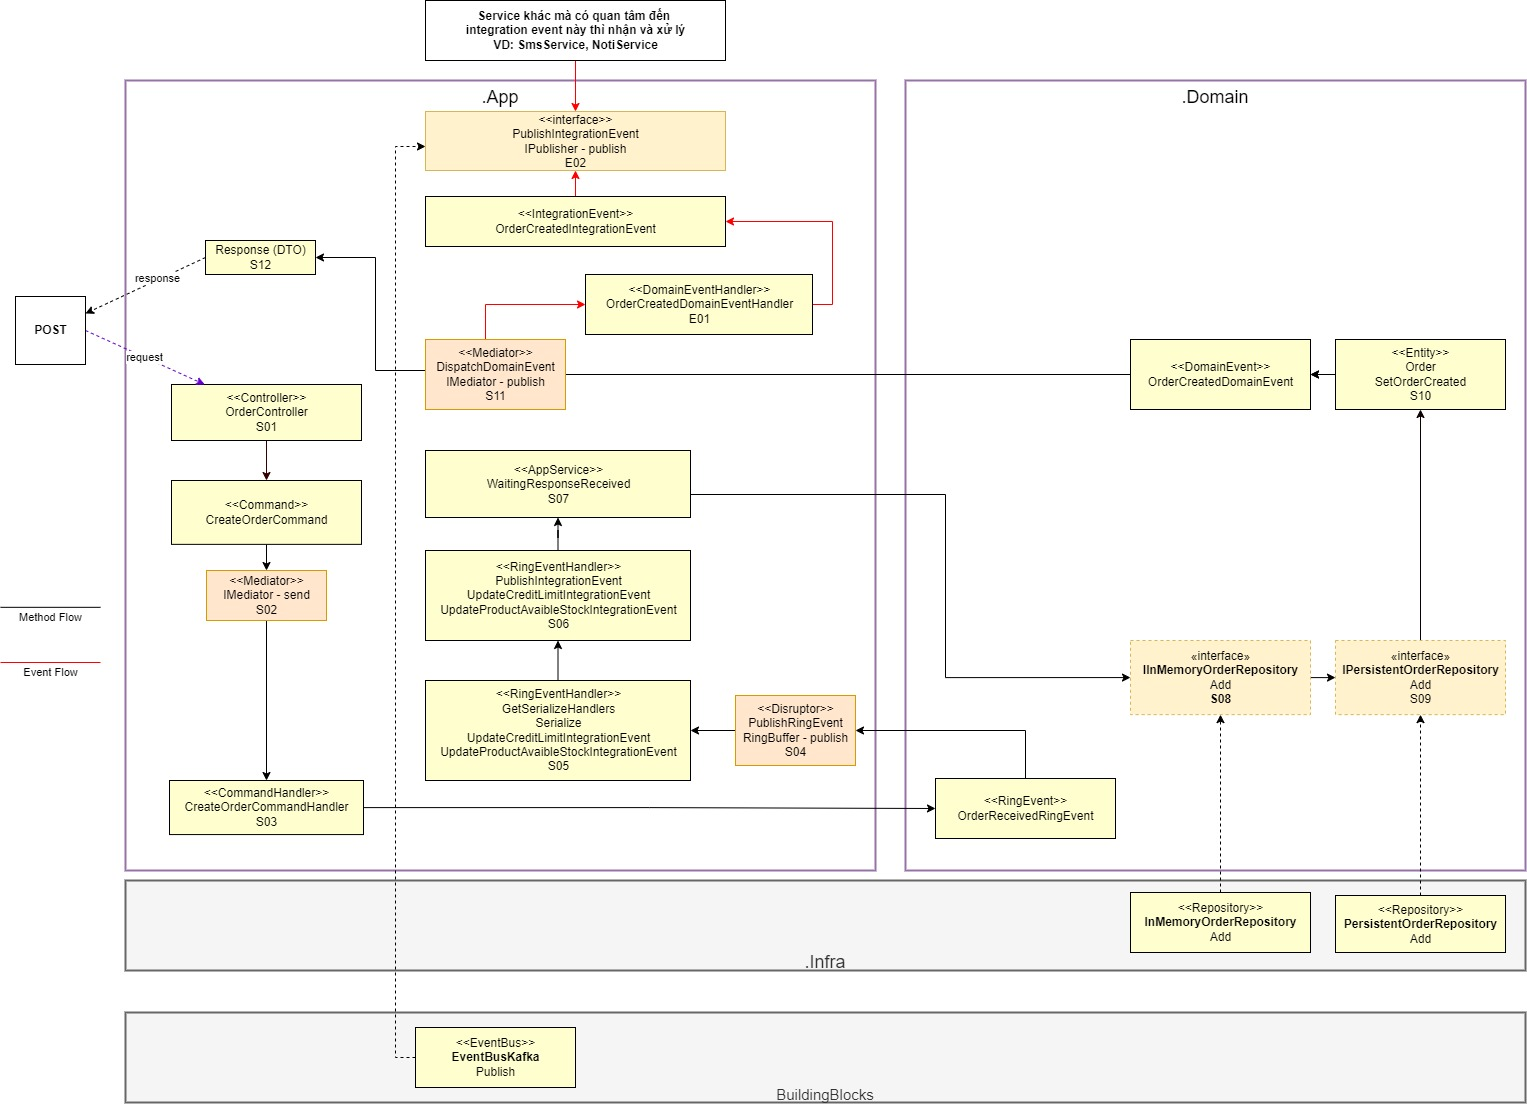 Service khác mà có quan tâm đến
integration event này thì nhận và xử lý
VD: SmsService, NotiService
.App
<<interface>>
PublishIntegrationEvent
IPublisher - publish
E02
<<IntegrationEvent>>
OrderCreatedIntegrationEvent
Response (DTO)
S12
response
<<DomainEventHandler>>
OrderCreatedDomainEventHandler
E01
POST
request
<<Mediator>>
DispatchDomainEvent
IMediator - publish
S11
<<Controller>>
OrderController
S01
<<Command>>
CreateOrderCommand
<<Mediator>>
IMediator - send
S02
<<AppService>>
WaitingResponseReceived
S07
<<RingEventHandler>>
PublishIntegrationEvent
UpdateCreditLimitIntegrationEvent
UpdateProductAvaibleStockIntegrationEvent
S06
<<RingEventHandler>>
GetSerializeHandlers
Serialize
UpdateCreditLimitIntegrationEvent
UpdateProductAvaibleStockIntegrationEvent
S05
<<Disruptor>>
PublishRingEvent
RingBuffer - publish
S04
<<CommandHandler>>
CreateOrderCommandHandler
S03
Method Flow
Event Flow
.Domain
<<DomainEvent>>
OrderCreatedDomainEvent
<<Entity>>
Order
SetOrderCreated
S10
«interface»
IInMemoryOrderRepository
Add
S08
«interface»
IPersistentOrderRepository
Add
S09
<<RingEvent>>
OrderReceivedRingEvent
<<Repository>>
InMemoryOrderRepository
Add
<<Repository>>
PersistentOrderRepository
Add
.Infra
<<EventBus>>
EventBusKafka
Publish
BuildingBlocks